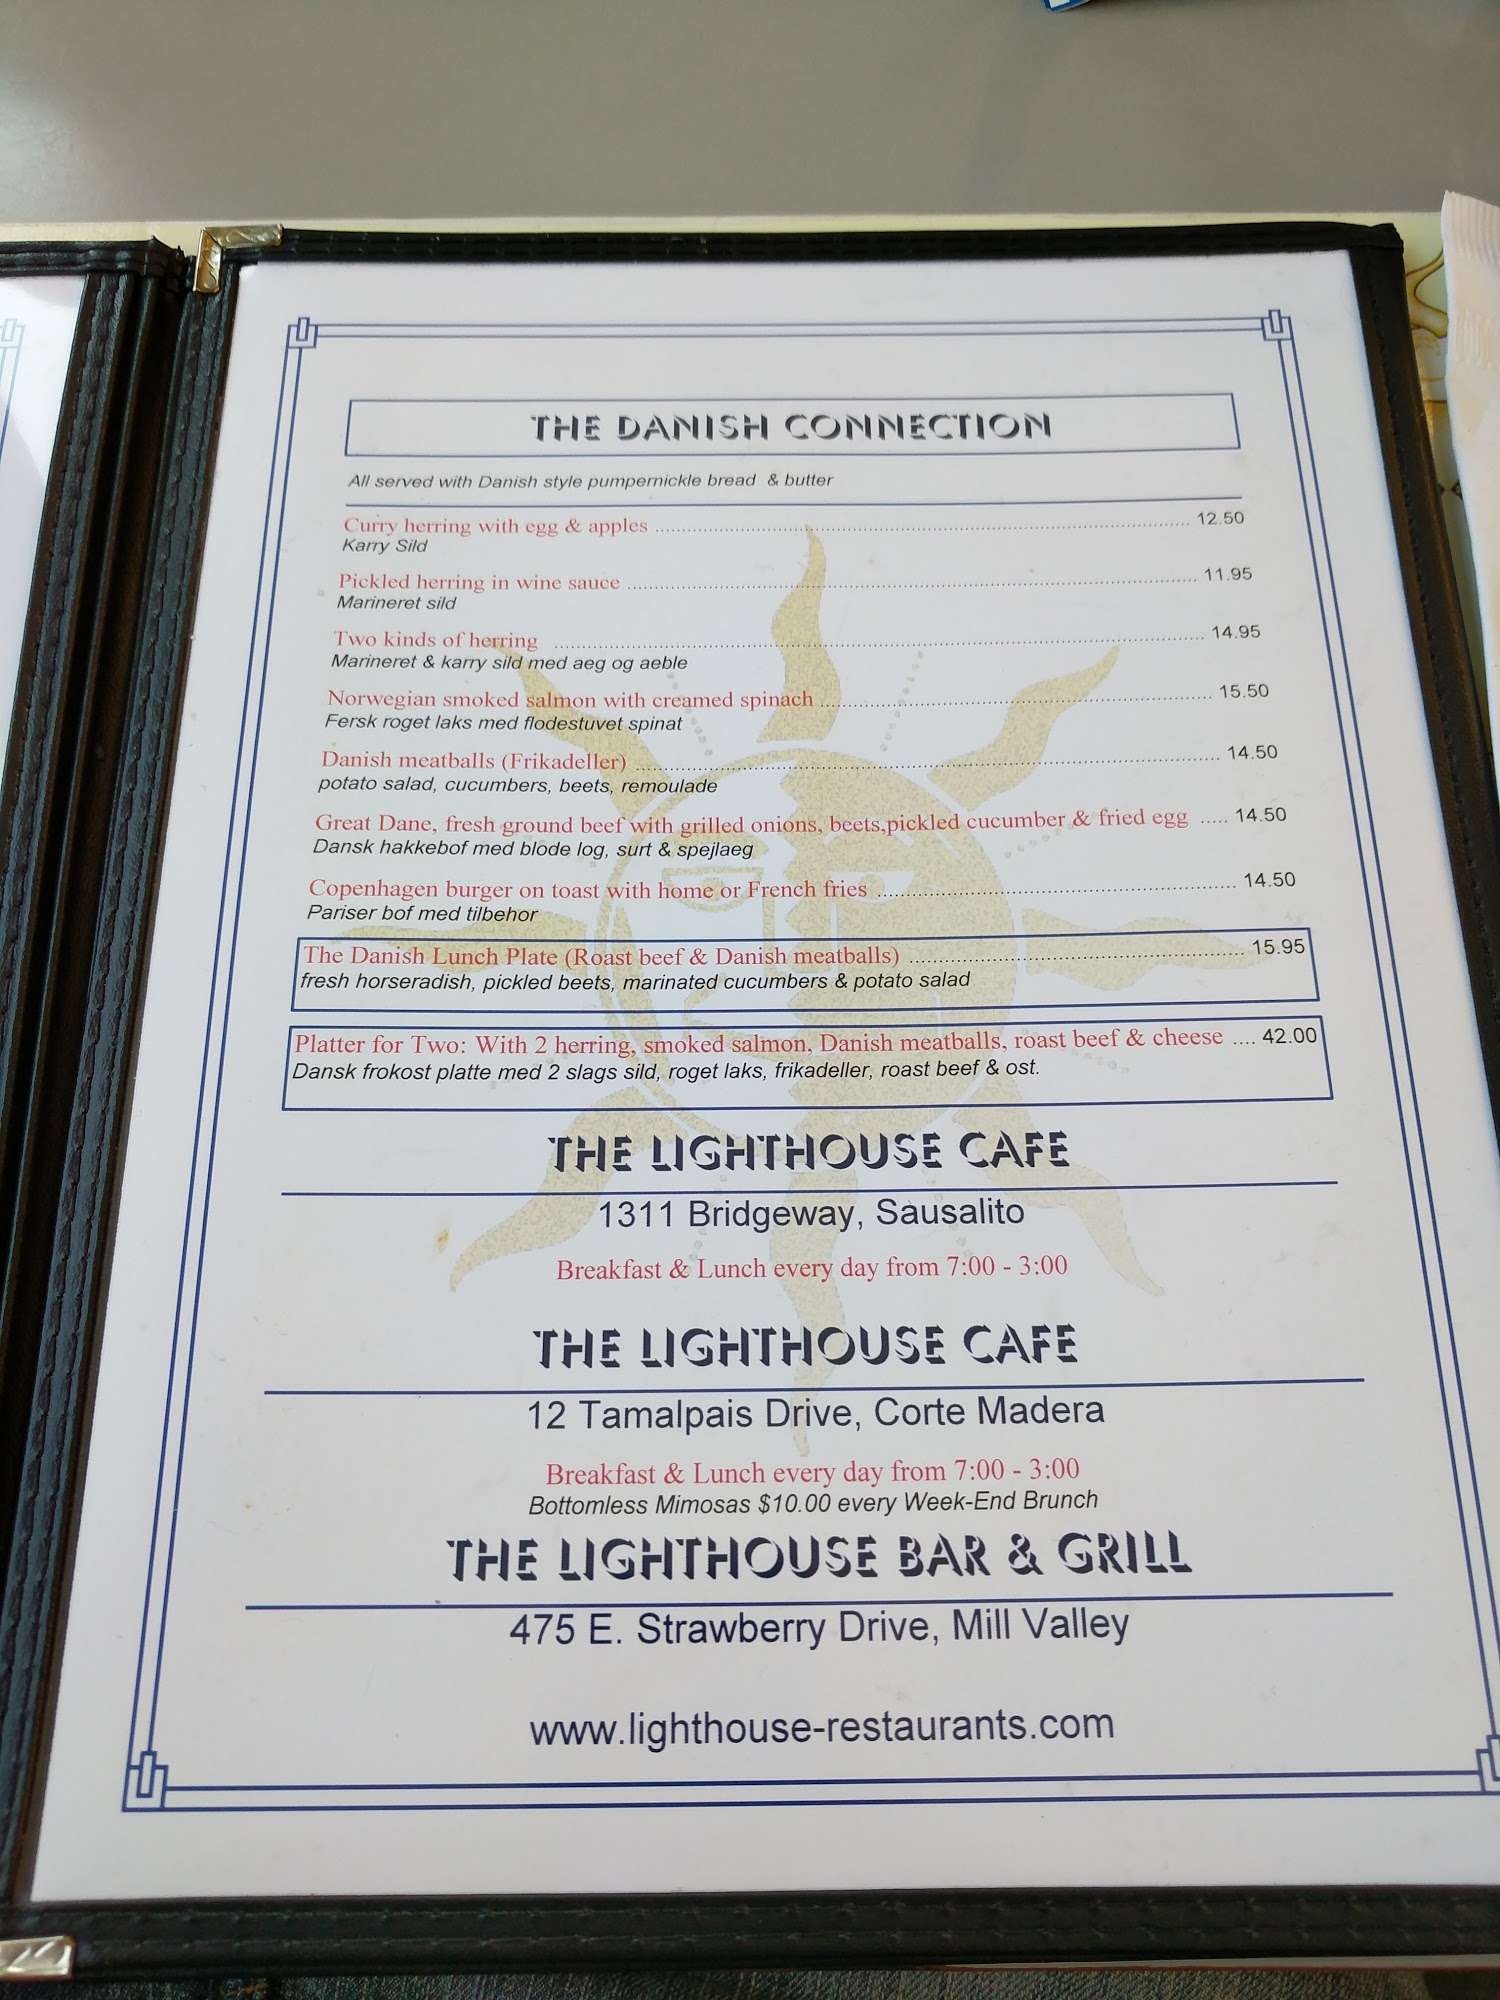 THE DANISH CONNECTION
All served with Danish style pumpernickle bread & butter
Curry herring with egg & apples ........ 12.50
Karry Sild
Pickled herring in wine sauce ........ 11.95
Marineret sild
Two kinds of herring ........ 14.95
Marineret & karry sild med aeg og aeble
Norwegian smoked salmon with creamed spinach ........ 15.50
Fersk roget laks med flodestuvet spinat
Danish meatballs (Frikadeller) ........ 14.50
potato salad, cucumbers, beets, remoulade
Great Dane, fresh ground beef with grilled onions, beets,pickled cucumber & fried egg ..... 14.50
Dansk hakkebof med blode log, surt & spejlaeg
Copenhagen burger on toast with home or French fries ........ 14.50
Pariser bof med tilbehor
The Danish Lunch Plate (Roast beef & Danish meatballs) ........ 15.95
fresh horseradish, pickled beets, marinated cucumbers & potato salad
Platter for Two: With 2 herring, smoked salmon, Danish meatballs, roast beef & cheese .... 42.00
Dansk frokost platte med 2 slags sild, roget laks, frikadeller, roast beef & ost.
THE LIGHTHOUSE CAFE
1311 Bridgeway, Sausalito
Breakfast & Lunch every day from 7:00 - 3:00
THE LIGHTHOUSE CAFE
12 Tamalpais Drive, Corte Madera
Breakfast & Lunch every day from 7:00 - 3:00
Bottomless Mimosas $10.00 every Week-End Brunch
THE LIGHTHOUSE BAR & GRILL
475 E. Strawberry Drive, Mill Valley
www.lighthouse-restaurants.com